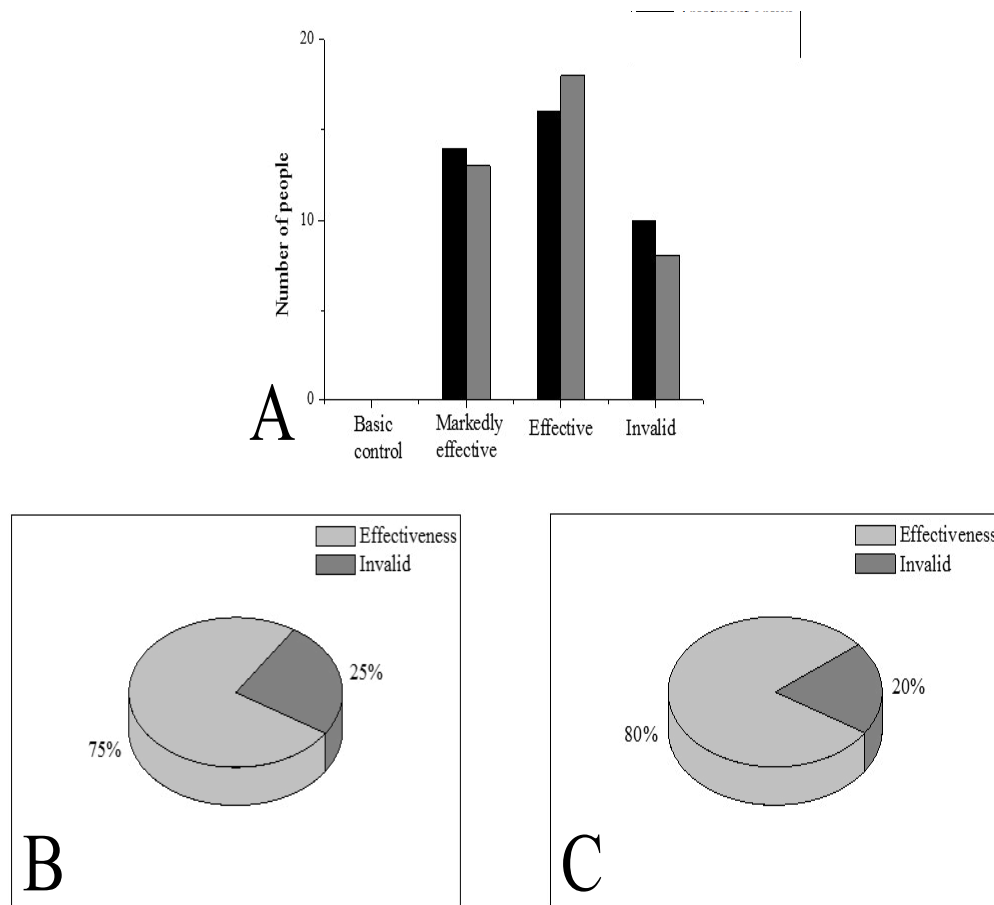 20
10
0
Number of people
Basic
control
Markedly
effective
Effective
Invalid
A
Effectiveness
Invalid
25%
75%
B
Effectiveness
Invalid
20%
80%
C